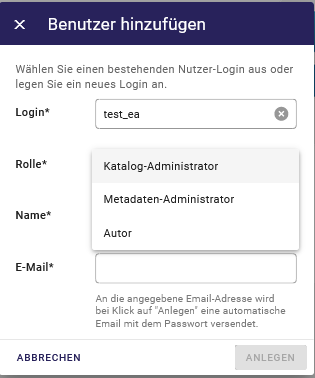 Benutzer hinzufügen
Wählen Sie einen bestehenden Nutzer-Login aus oder
legen Sie ein neues Login an.
Login*
test_ea
Rolle*
Katalog-Administrator
Metadaten-Administrator
Name*
Autor
E-Mail*
An die angegebene Email-Adresse wird
bei Klick auf "Anlegen" eine automatische
Email mit dem Passwort versendet.
ABBRECHEN
ANLEGEN